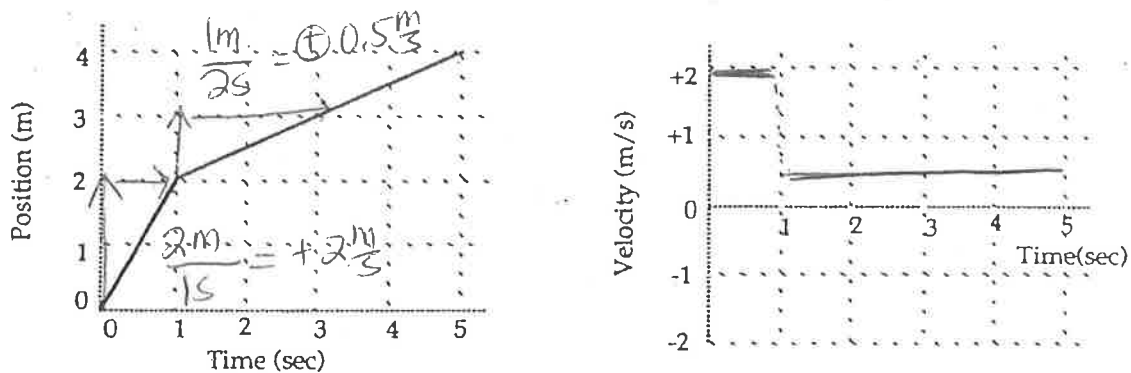 1m
2s
= ⊕ 0.5 m/s
4
3
2
1
0
Position (m)
2m
1s
= +2 m/s
0 1 2 3 4 5
Time (sec)
+2
+1
0
-1
-2
Velocity (m/s)
1 2 3 4 5
Time(sec)